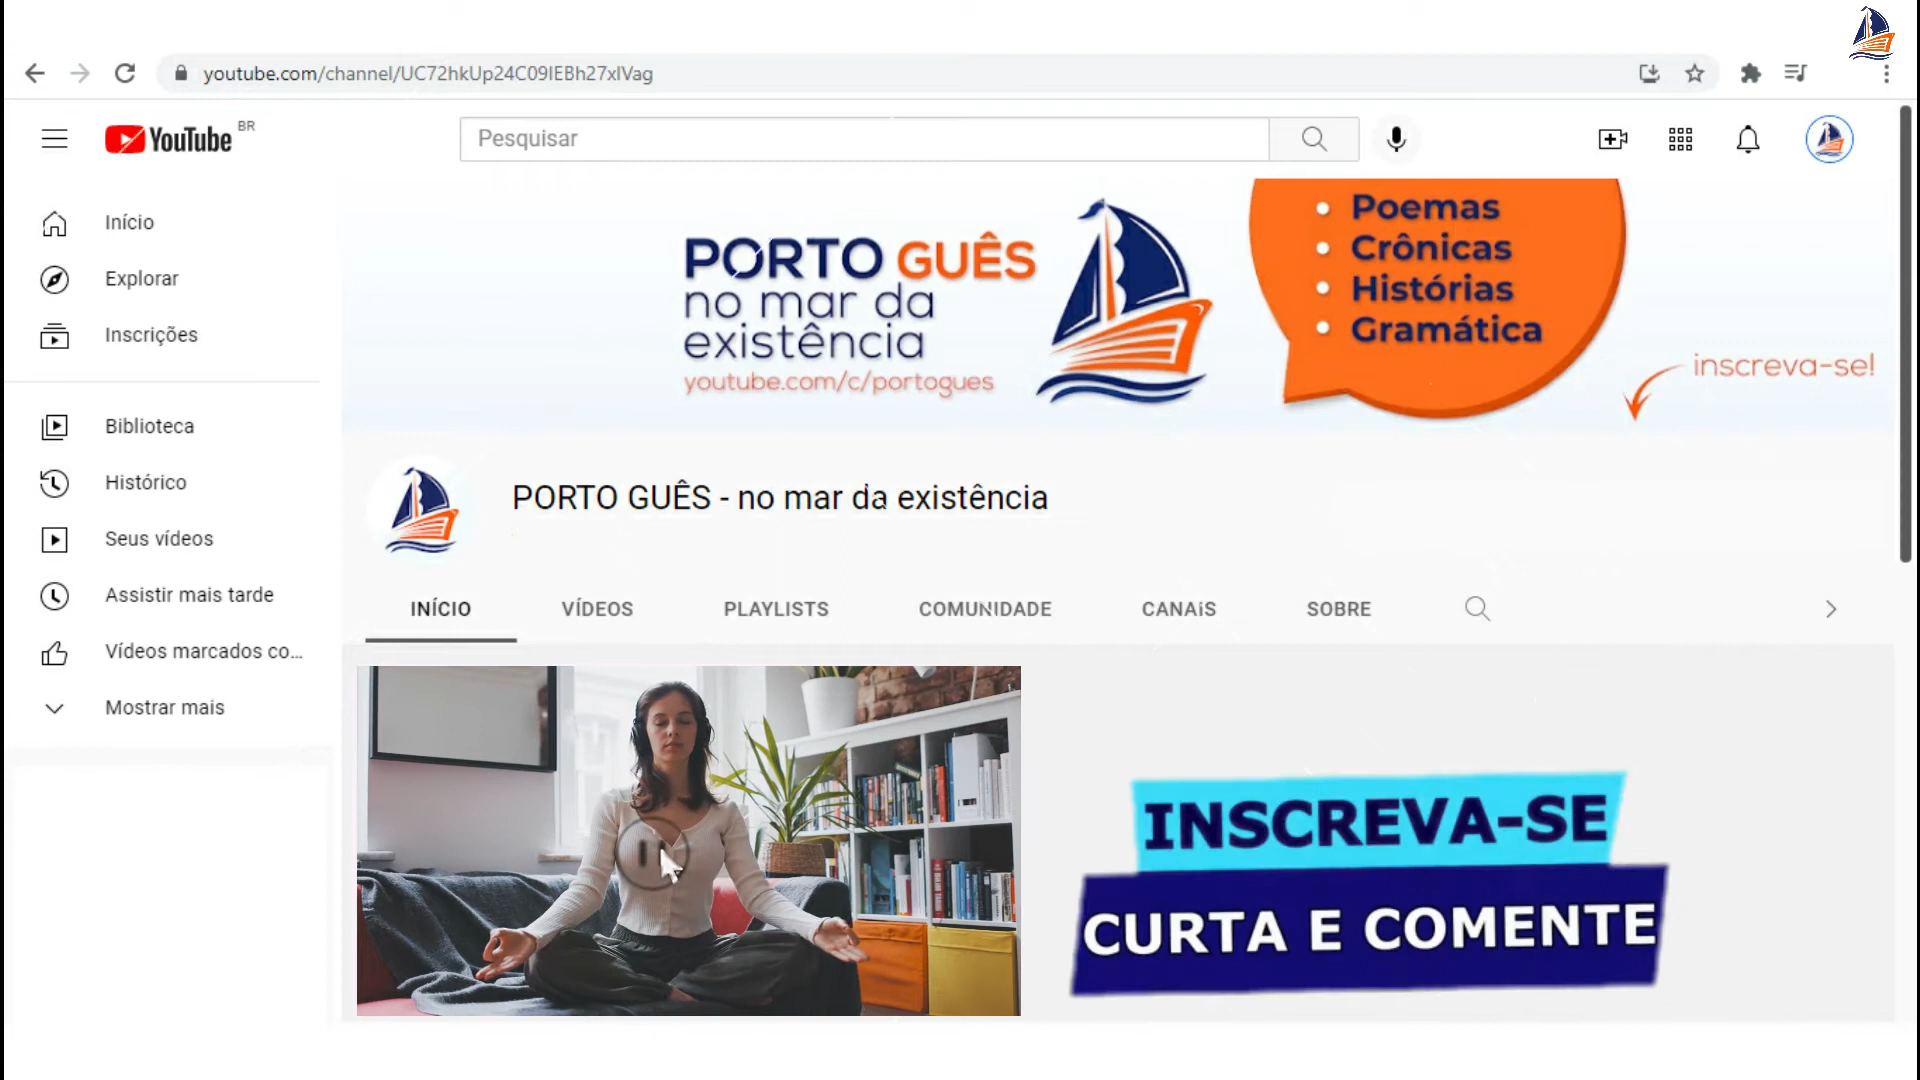 youtube.com/channel/UC72hkUp24C09IEBh27xIVag
YouTube BR
Pesquisar
Início
Explorar
Inscrições
Biblioteca
Histórico
Seus vídeos
Assistir mais tarde
Vídeos marcados co...
Mostrar mais
PORTO GUÊS
no mar da
existência
youtube.com/c/portogues
Poemas
Crônicas
Histórias
Gramática
inscreva-se!
PORTO GUÊS - no mar da existência
INÍCIO
VÍDEOS
PLAYLISTS
COMUNIDADE
CANAIS
SOBRE
INSCREVA-SE
CURTA E COMENTE